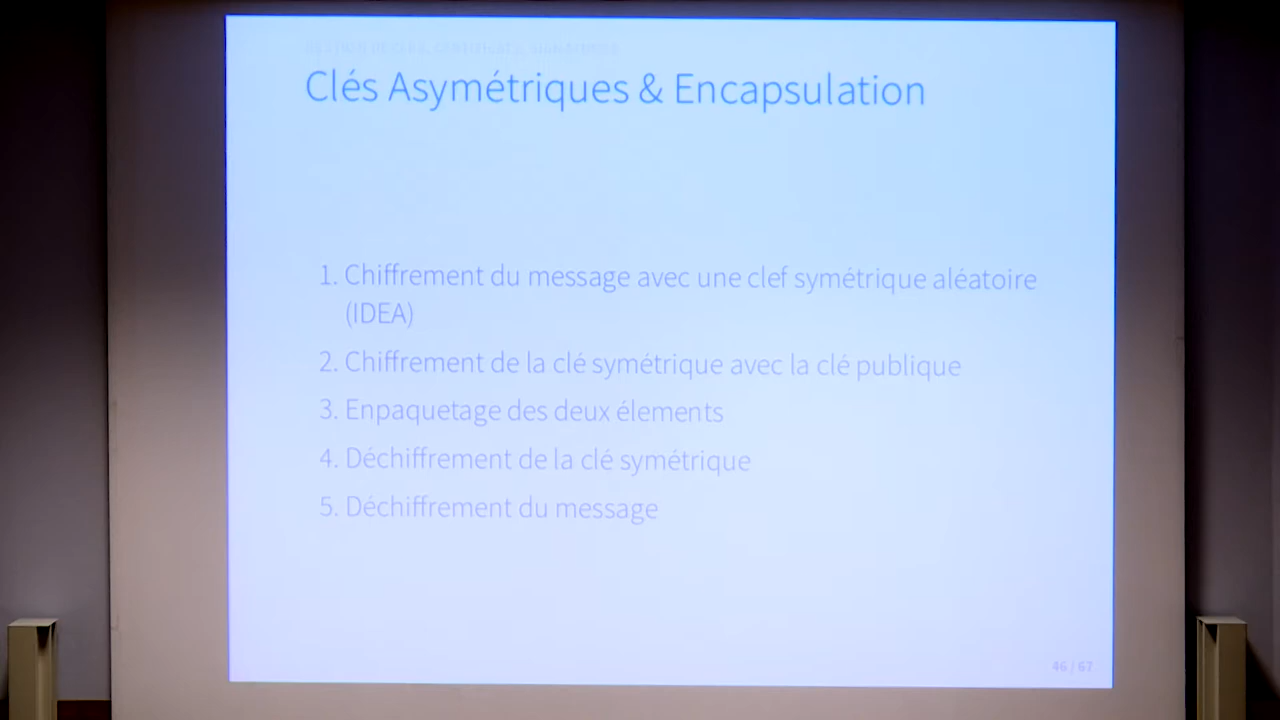 Clés Asymétriques & Encapsulation
1. Chiffrement du message avec une clef symétrique aléatoire
(IDEA)
2. Chiffrement de la clé symétrique avec la clé publique
3. Enpaquetage des deux élements
4. Déchiffrement de la clé symétrique
5. Déchiffrement du message
46 / 67